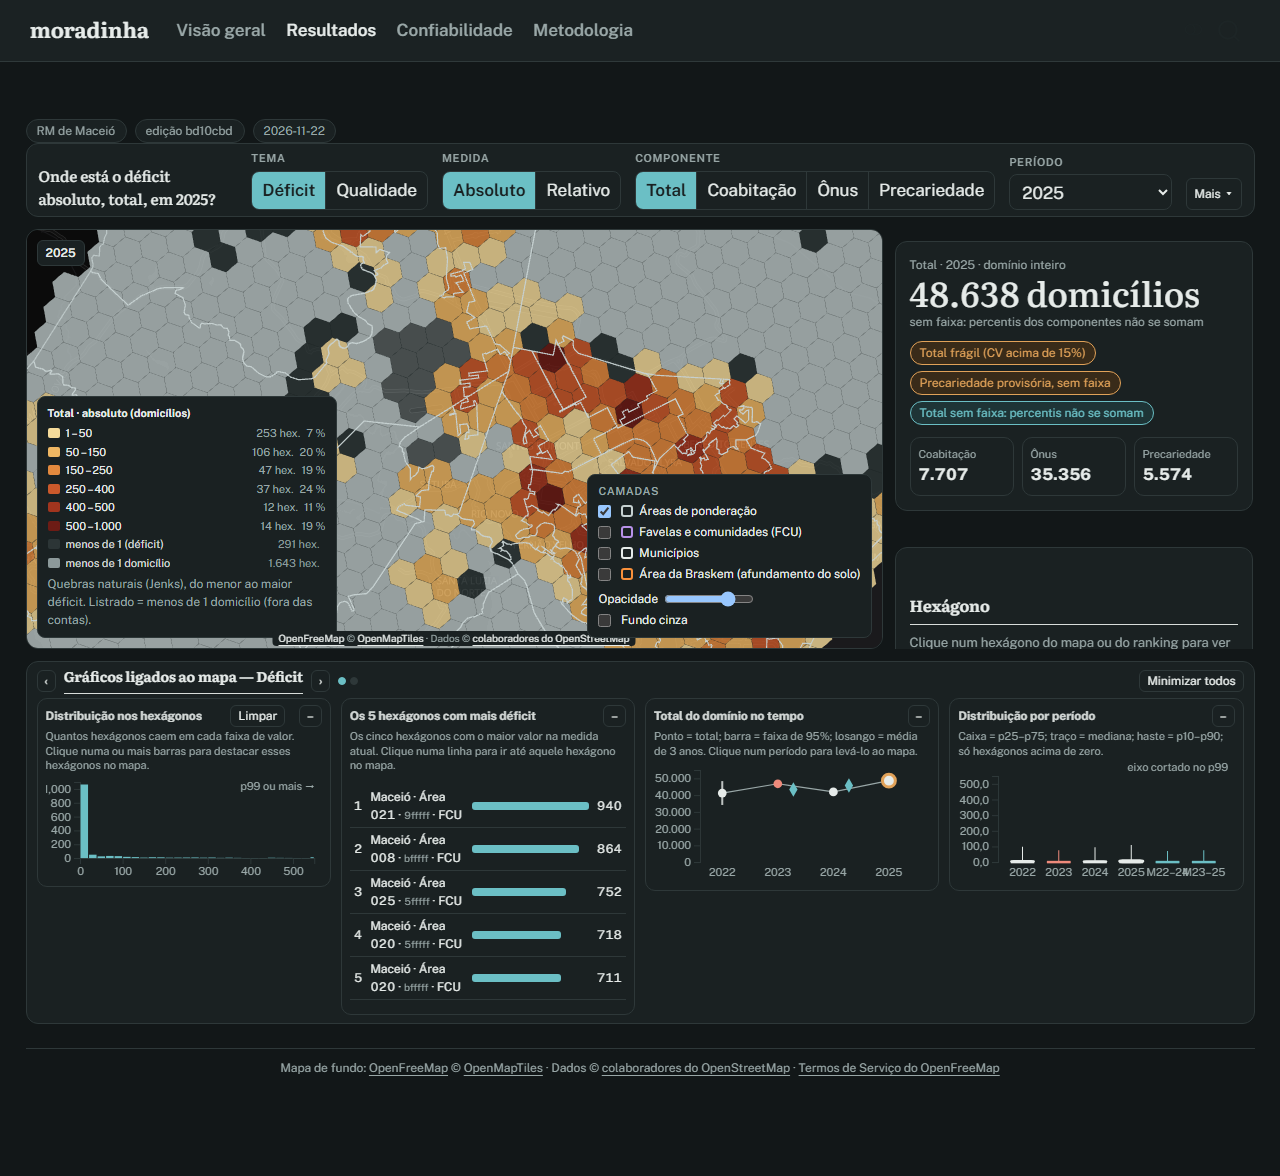 moradinha Visão geral Resultados Confiabilidade Metodologia
RM de Maceió edição bd10cbd 2026-11-22
Onde está o déficit
absoluto, total, em 2025?
TEMA
Déficit Qualidade
MEDIDA
Absoluto Relativo
COMPONENTE
Total Coabitação Ônus Precariedade
PERÍODO
2025
Mais
2025
Total · absoluto (domicílios)
1–50 253 hex. 7 %
50–150 106 hex. 20 %
150–250 47 hex. 19 %
250–400 37 hex. 24 %
400–500 12 hex. 11 %
500–1.000 14 hex. 19 %
menos de 1 (déficit) 291 hex.
menos de 1 domicílio 1.643 hex.
Quebras naturais (Jenks), do menor ao maior
déficit. Listrado = menos de 1 domicílio (fora das
contas).
CAMADAS
Áreas de ponderação
Favelas e comunidades (FCU)
Municípios
Área da Braskem (afundamento do solo)
Opacidade
Fundo cinza
OpenFreeMap © OpenMapTiles · Dados © colaboradores do OpenStreetMap
Total · 2025 · domínio inteiro
48.638 domicílios
sem faixa: percentis dos componentes não se somam
Total frágil (CV acima de 15%)
Precariedade provisória, sem faixa
Total sem faixa: percentis não se somam
Coabitação
7.707
Ônus
35.356
Precariedade
5.574
Hexágono
Clique num hexágono do mapa ou do ranking para ver
‹ Gráficos ligados ao mapa — Déficit › Minimizar todos
Distribuição nos hexágonos Limpar –
Quantos hexágonos caem em cada faixa de valor.
Clique numa ou mais barras para destacar esses
hexágonos no mapa.
p99 ou mais →
800
600
400
200
0
0 100 200 300 400 500
Os 5 hexágonos com mais déficit –
Os cinco hexágonos com o maior valor na medida
atual. Clique numa linha para ir até aquele hexágono
no mapa.
1 Maceió · Área
021 · 9fffff · FCU 940
2 Maceió · Área
008 · bfffff · FCU 864
3 Maceió · Área
025 · 5fffff · FCU 752
4 Maceió · Área
020 · 5fffff · FCU 718
5 Maceió · Área
020 · bfffff · FCU 711
Total do domínio no tempo –
Ponto = total; barra = faixa de 95%; losango = média
de 3 anos. Clique num período para levá-lo ao mapa.
50.000
40.000
30.000
20.000
10.000
0
2022 2023 2024 2025
Distribuição por período –
Caixa = p25–p75; traço = mediana; haste = p10–p90;
só hexágonos acima de zero.
eixo cortado no p99
500,0
400,0
300,0
200,0
100,0
0,0
2022 2023 2024 2025 M22–24 M23–25
Mapa de fundo: OpenFreeMap © OpenMapTiles · Dados © colaboradores do OpenStreetMap · Termos de Serviço do OpenFreeMap